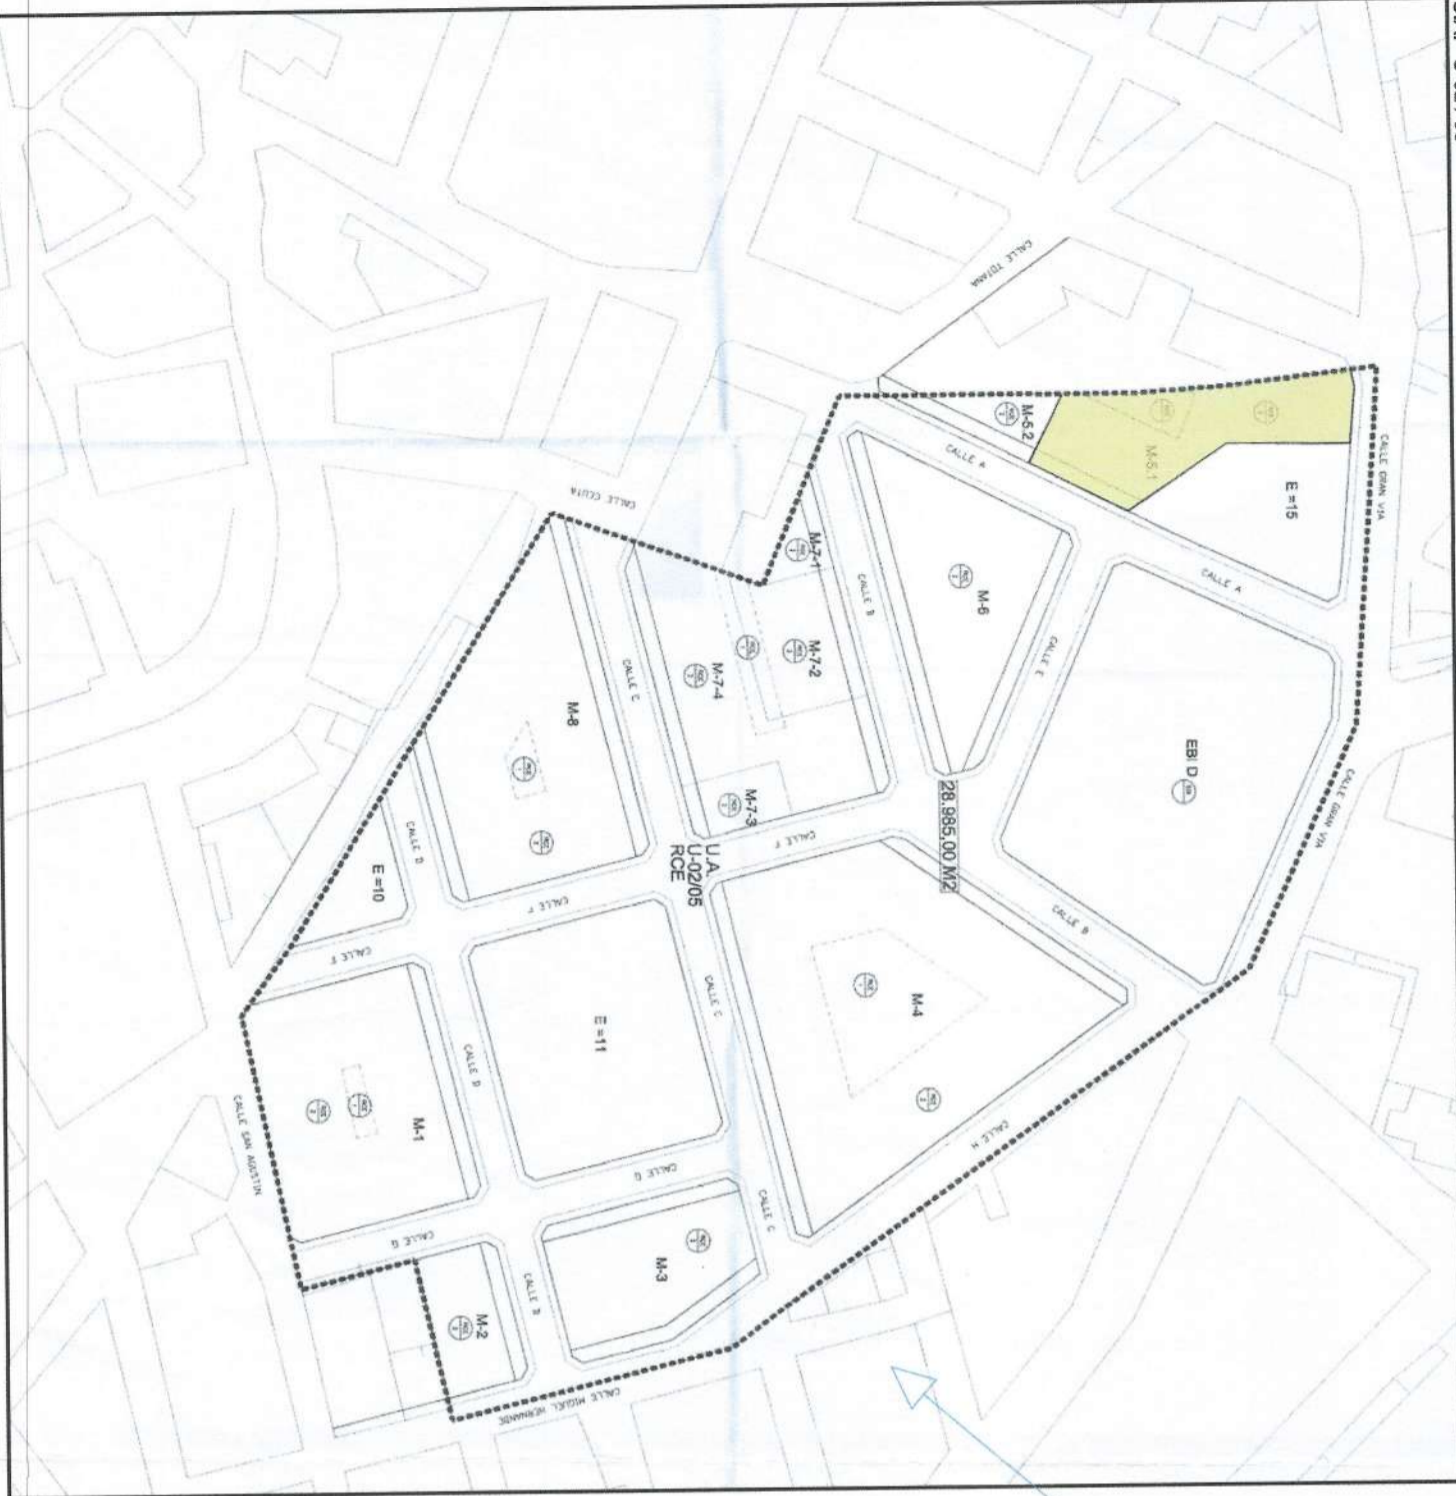 CALLE TOTANA
CALLE GRAN VIA
M-5.2
M-5.1
E =15
CALLE A
CALLE A
CALLE GRAN VIA
CALLE CEUTA
M-7-1
CALLE B
M-6
CALLE E
M-7-2
M-7-4
CALLE C
M-8
EBI D
M-7-3
28.985,00 M2
CALLE F
U.A.
U-02/05
RCE
CALLE D
E =10
CALLE F
CALLE B
CALLE F
CALLE C
M-4
E =11
CALLE D
M-1
CALLE H
CALLE SAN AGUSTIN
CALLE G
CALLE C
CALLE G
M-3
CALLE D
M-2
CALLE MIGUEL HERNANDE